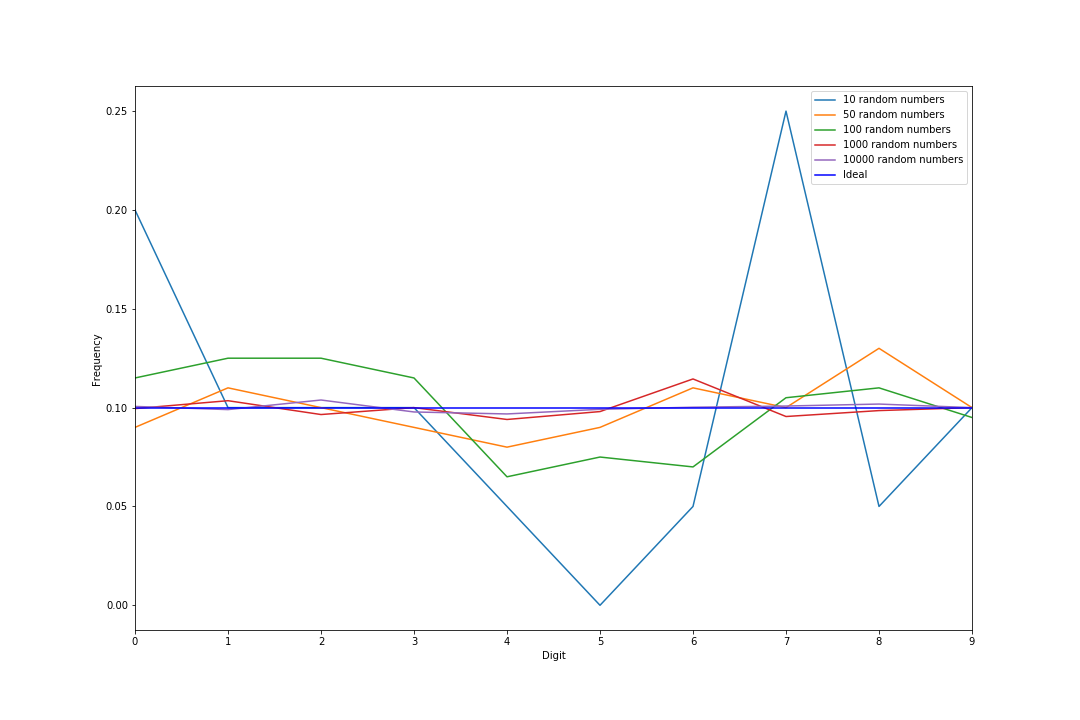 10 random numbers
50 random numbers
100 random numbers
1000 random numbers
10000 random numbers
Ideal
0.25
0.20
0.15
0.10
0.05
0.00
Frequency
0 1 2 3 4 5 6 7 8 9
Digit